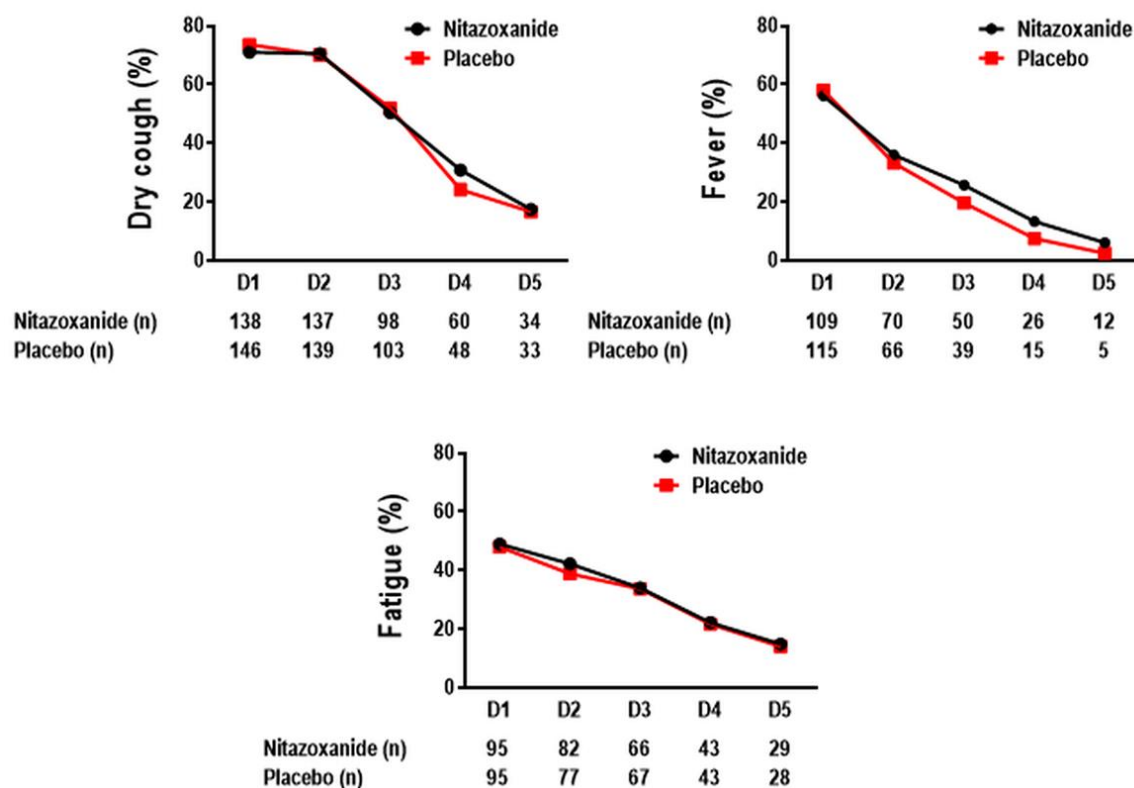 Dry cough (%)
80
60
40
20
0
Nitazoxanide
Placebo
D1 D2 D3 D4 D5
Nitazoxanide (n) 138 137 98 60 34
Placebo (n) 146 139 103 48 33
Fever (%)
80
60
40
20
0
Nitazoxanide
Placebo
D1 D2 D3 D4 D5
Nitazoxanide (n) 109 70 50 26 12
Placebo (n) 115 66 39 15 5
Fatigue (%)
80
60
40
20
0
Nitazoxanide
Placebo
D1 D2 D3 D4 D5
Nitazoxanide (n) 95 82 66 43 29
Placebo (n) 95 77 67 43 28